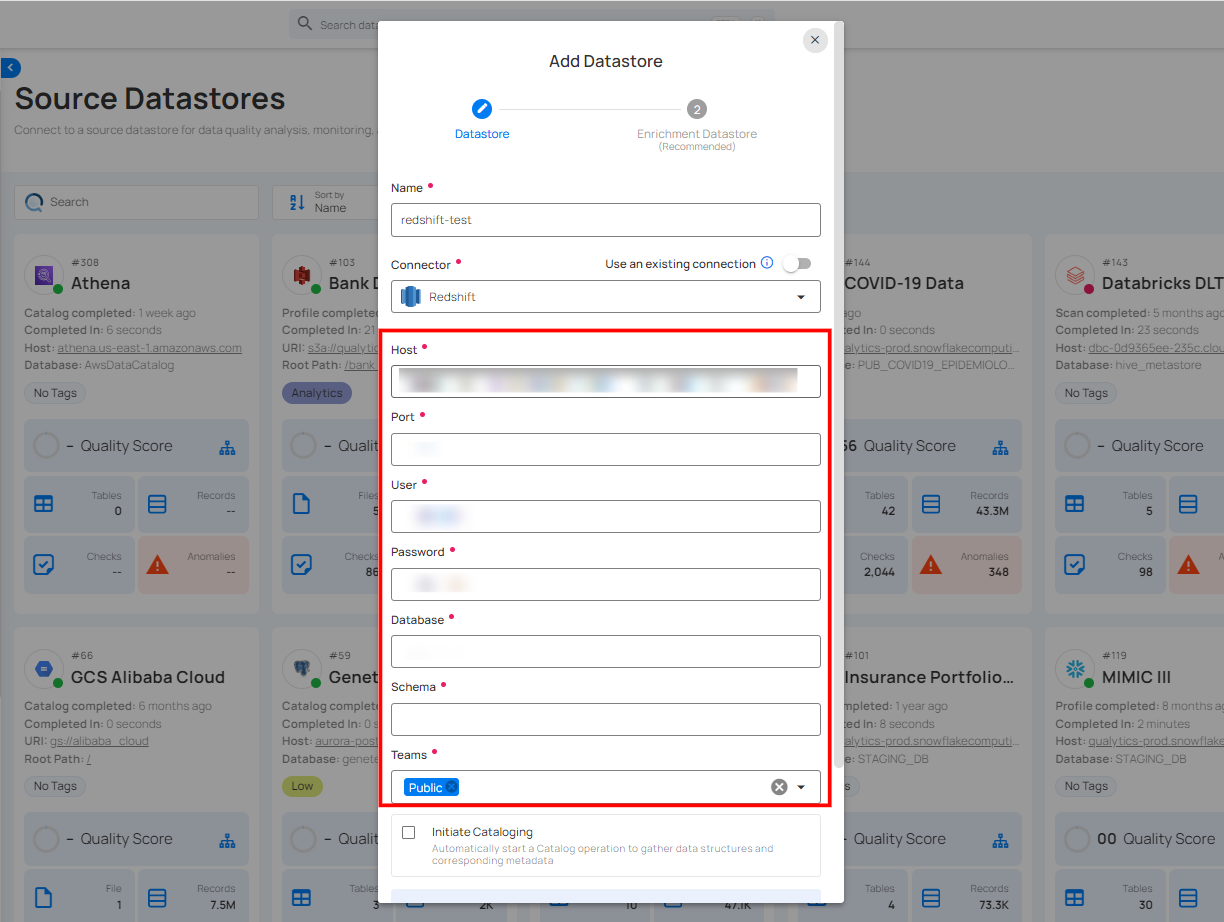 Search data
Source Datastores
Connect to a source datastore for data quality analysis, monitoring,
Search
Sort by
Name
Add Datastore
2
Datastore
Enrichment Datastore
(Recommended)
Name
redshift-test
Connector
Use an existing connection
Redshift
Host
Port
User
Password
Database
Schema
Teams
Public
Initiate Cataloging
Automatically start a Catalog operation to gather data structures and
corresponding metadata
#308
Athena
Catalog completed: 1 week ago
Completed In: 6 seconds
Host: athena.us-east-1.amazonaws.com
Database: AwsDataCatalog
No Tags
– Quality Score
Tables
0
Records
--
Checks
--
Anomalies
--
#103
Bank D
Profile complete
Completed In: 21
URI: s3a://qualytic
Root Path: /bank_
Analytics
– Qualit
Files
5
Checks
86
#144
COVID-19 Data
ago
ed In: 0 seconds
alytics-prod.snowflakecomputi...
e: PUB_COVID19_EPIDEMIOLO...
66 Quality Score
Tables
42
Records
43.3M
Checks
2,044
Anomalies
348
#143
Databricks DLT
Scan completed: 5 months ago
Completed In: 23 seconds
Host: dbc-0d9365ee-235c.clou
Database: hive_metastore
No Tags
– Quality Score
Tables
5
Checks
98
A
#66
GCS Alibaba Cloud
Catalog completed: 6 months ago
Completed In: 0 seconds
URI: gs://alibaba_cloud
Root Path: /
No Tags
– Quality Score
File
1
Records
7.5M
#59
Genet
Catalog complete
Completed In: 0 s
Host: aurora-post
Database: genete
Low
– Qualit
Tables
3
2K
10
47.1K
#101
Insurance Portfolio...
mpleted: 1 year ago
ed In: 8 seconds
alytics-prod.snowflakecomputi...
e: STAGING_DB
s
Quality Score
Tables
4
Records
73.3K
#119
MIMIC III
Profile completed: 8 months ago
Completed In: 2 minutes
Host: qualytics-prod.snowflake
Database: STAGING_DB
No Tags
00 Quality Score
Tables
30